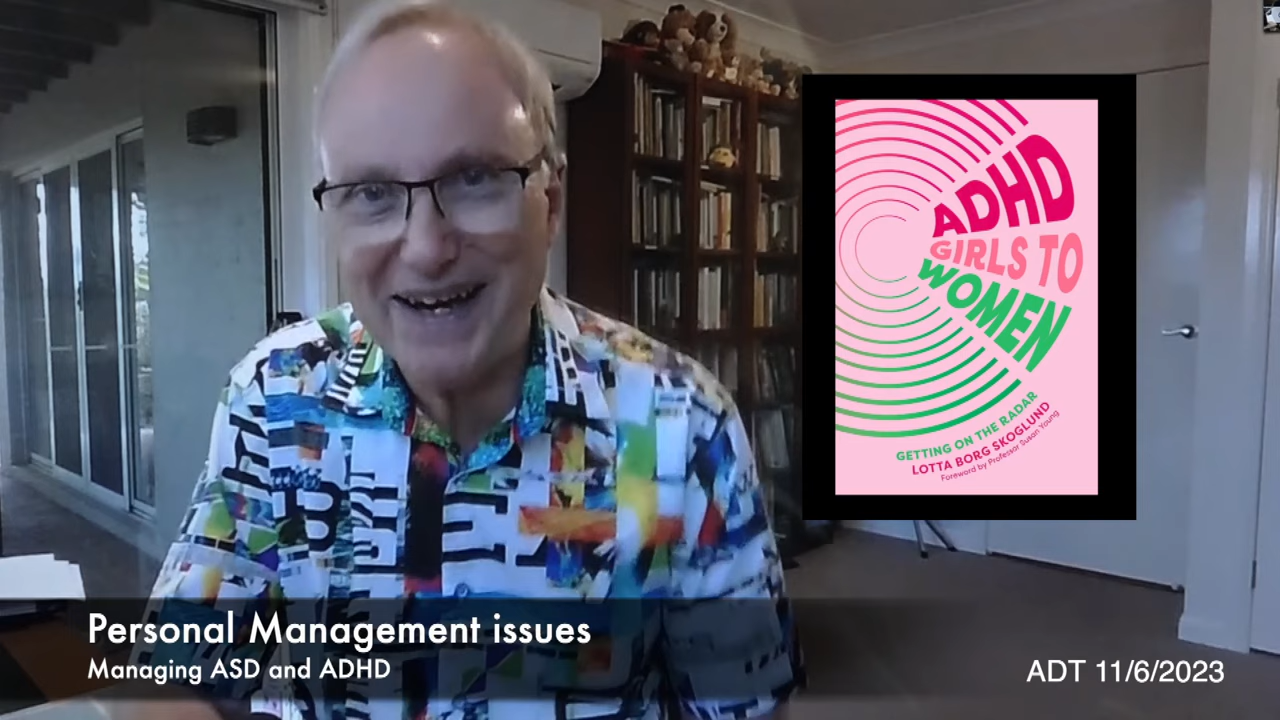 ADHD
GIRLS TO
WOMEN
GETTING ON THE RADAR
LOTTA BORG SKOGLUND
Foreword by Professor Susan Young
Personal Management issues
Managing ASD and ADHD
ADT 11/6/2023